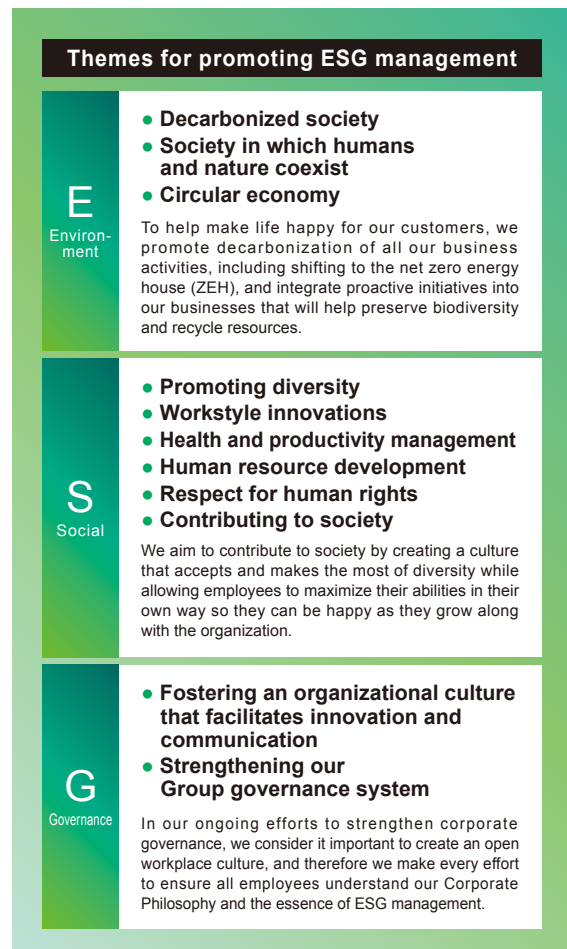 Themes for promoting ESG management
E
Environ-
ment
● Decarbonized society
● Society in which humans
and nature coexist
● Circular economy
To help make life happy for our customers, we
promote decarbonization of all our business
activities, including shifting to the net zero energy
house (ZEH), and integrate proactive initiatives into
our businesses that will help preserve biodiversity
and recycle resources.
S
Social
● Promoting diversity
● Workstyle innovations
● Health and productivity management
● Human resource development
● Respect for human rights
● Contributing to society
We aim to contribute to society by creating a culture
that accepts and makes the most of diversity while
allowing employees to maximize their abilities in their
own way so they can be happy as they grow along
with the organization.
G
Governance
● Fostering an organizational culture
that facilitates innovation and
communication
● Strengthening our
Group governance system
In our ongoing efforts to strengthen corporate
governance, we consider it important to create an open
workplace culture, and therefore we make every effort
to ensure all employees understand our Corporate
Philosophy and the essence of ESG management.